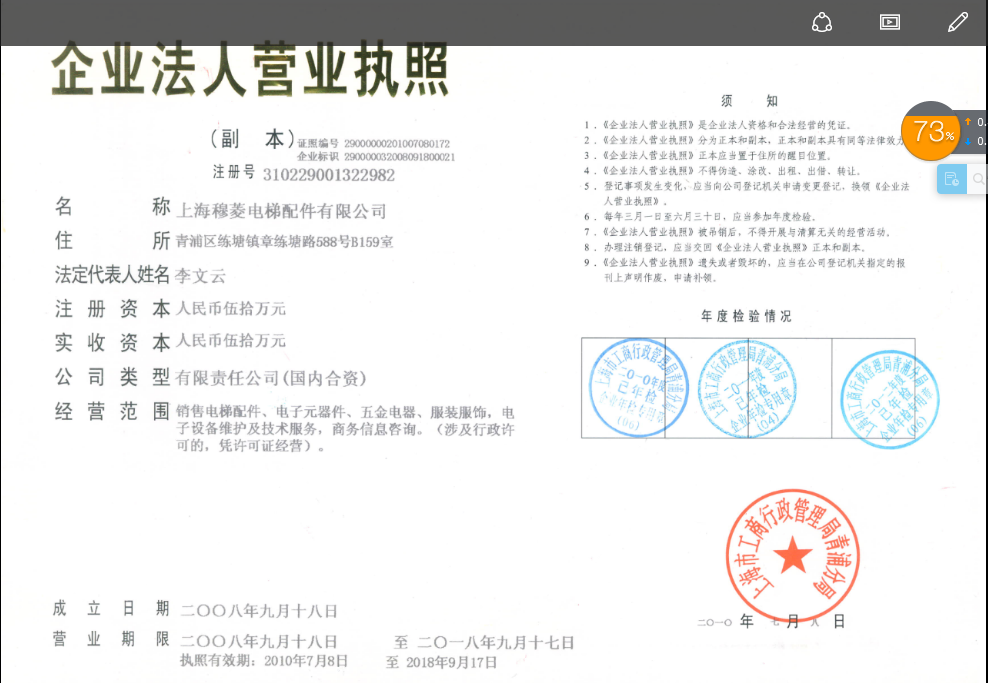 企业法人营业执照
(副 本) 证照编号 29000000201007080172
企业标识 29000003200809180002​1
注册号 310229001322982
名 称 上海穆菱电梯配件有限公司
住 所 青浦区练塘镇章练塘路588号B159室
法定代表人姓名 李文云
注 册 资 本 人民币伍拾万元
实 收 资 本 人民币伍拾万元
公 司 类 型 有限责任公司(国内合资)
经 营 范 围 销售电梯配件、电子元器件、五金电器、服装服饰，电
子设备维护及技术服务，商务信息咨询。（涉及行政许
可的，凭许可证经营）。
成 立 日 期 二〇〇八年九月十八日
营 业 期 限 二〇〇八年九月十八日 至 二〇一八年九月十七日
执照有效期：2010年7月8日 至 2018年9月17日
须 知
1．《企业法人营业执照》是企业法人资格和合法经营的凭证。
2．《企业法人营业执照》分为正本和副本，正本和副本具有同等法律效力
3．《企业法人营业执照》正本应当置于住所的醒目位置。
4．《企业法人营业执照》不得伪造、涂改、出租、出借、转让。
5．登记事项发生变化，应当向公司登记机关申请变更登记，换领《企业法
人营业执照》。
6．每年三月一日至六月三十日，应当参加年度检验。
7．《企业法人营业执照》被吊销后，不得开展与清算无关的经营活动。
8．办理注销登记，应当交回《企业法人营业执照》正本和副本。
9．《企业法人营业执照》遗失或者毁坏的，应当在公司登记机关指定的报
刊上声明作废，申请补领。
73%
0.
0.
年度检验情况
上海市工商行政管理局青浦分局
二〇一〇年度
已年检
企业年检专用章
(06)
上海市工商行政管理局青浦分局
二〇一一年度
已年检
企业年检专用章
(04)
上海市工商行政管理局青浦分局
二〇一二年度
已年检
企业年检专用章
(06)
上海市工商行政管理局青浦分局
二〇一〇 年 七 月 八 日